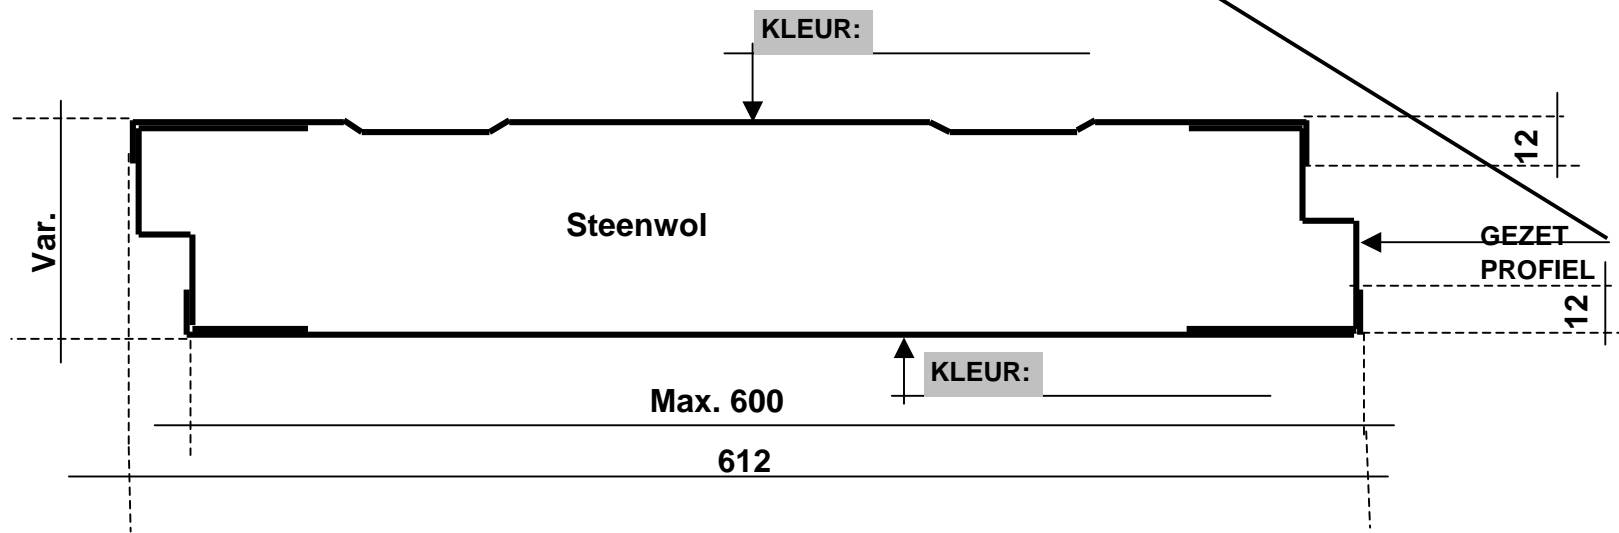 KLEUR:
12
Var.
Steenwol
GEZET
PROFIEL
12
KLEUR:
Max. 600
612